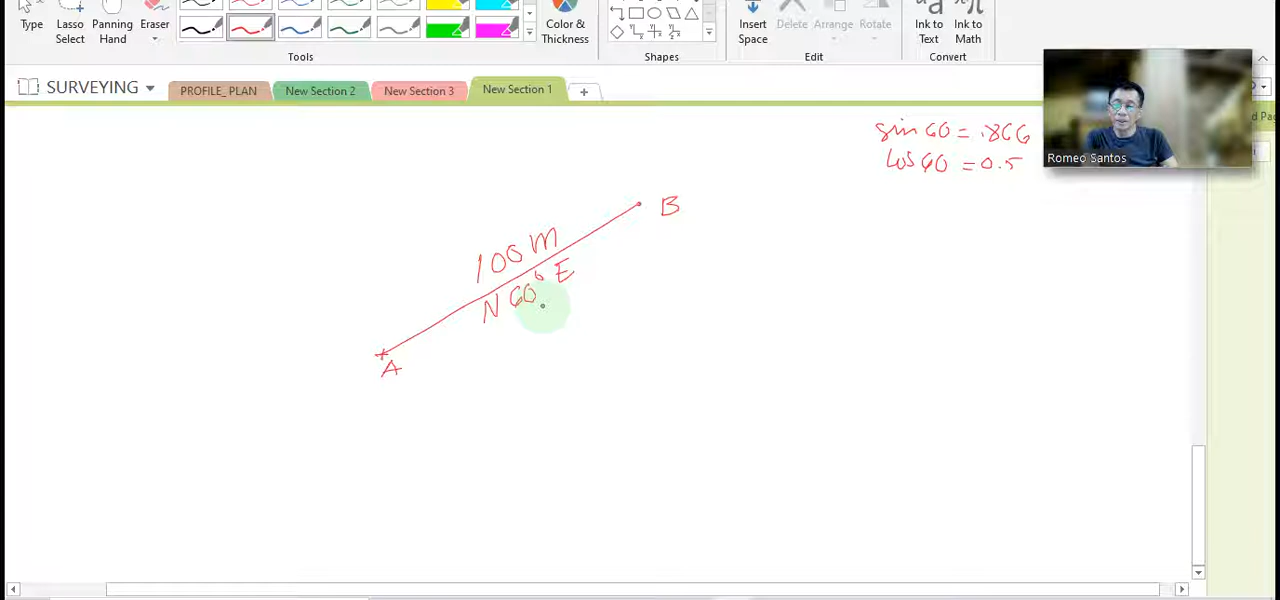 Type
Lasso
Select
Panning
Hand
Eraser
Color &
Thickness
Insert
Space
Delete
Arrange
Rotate
Ink to
Text
Ink to
Math
Tools
Shapes
Edit
Convert
SURVEYING
PROFILE_ PLAN
New Section 2
New Section 3
New Section 1
sin 60 = .866
cos 60 = 0.5
Romeo Santos
B
100 m
N 60° E
A